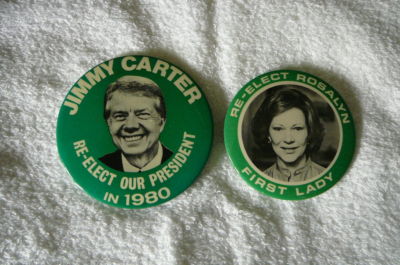 JIMMY CARTER
RE-ELECT OUR PRESIDENT
IN 1980
RE-ELECT ROSALYN
FIRST LADY